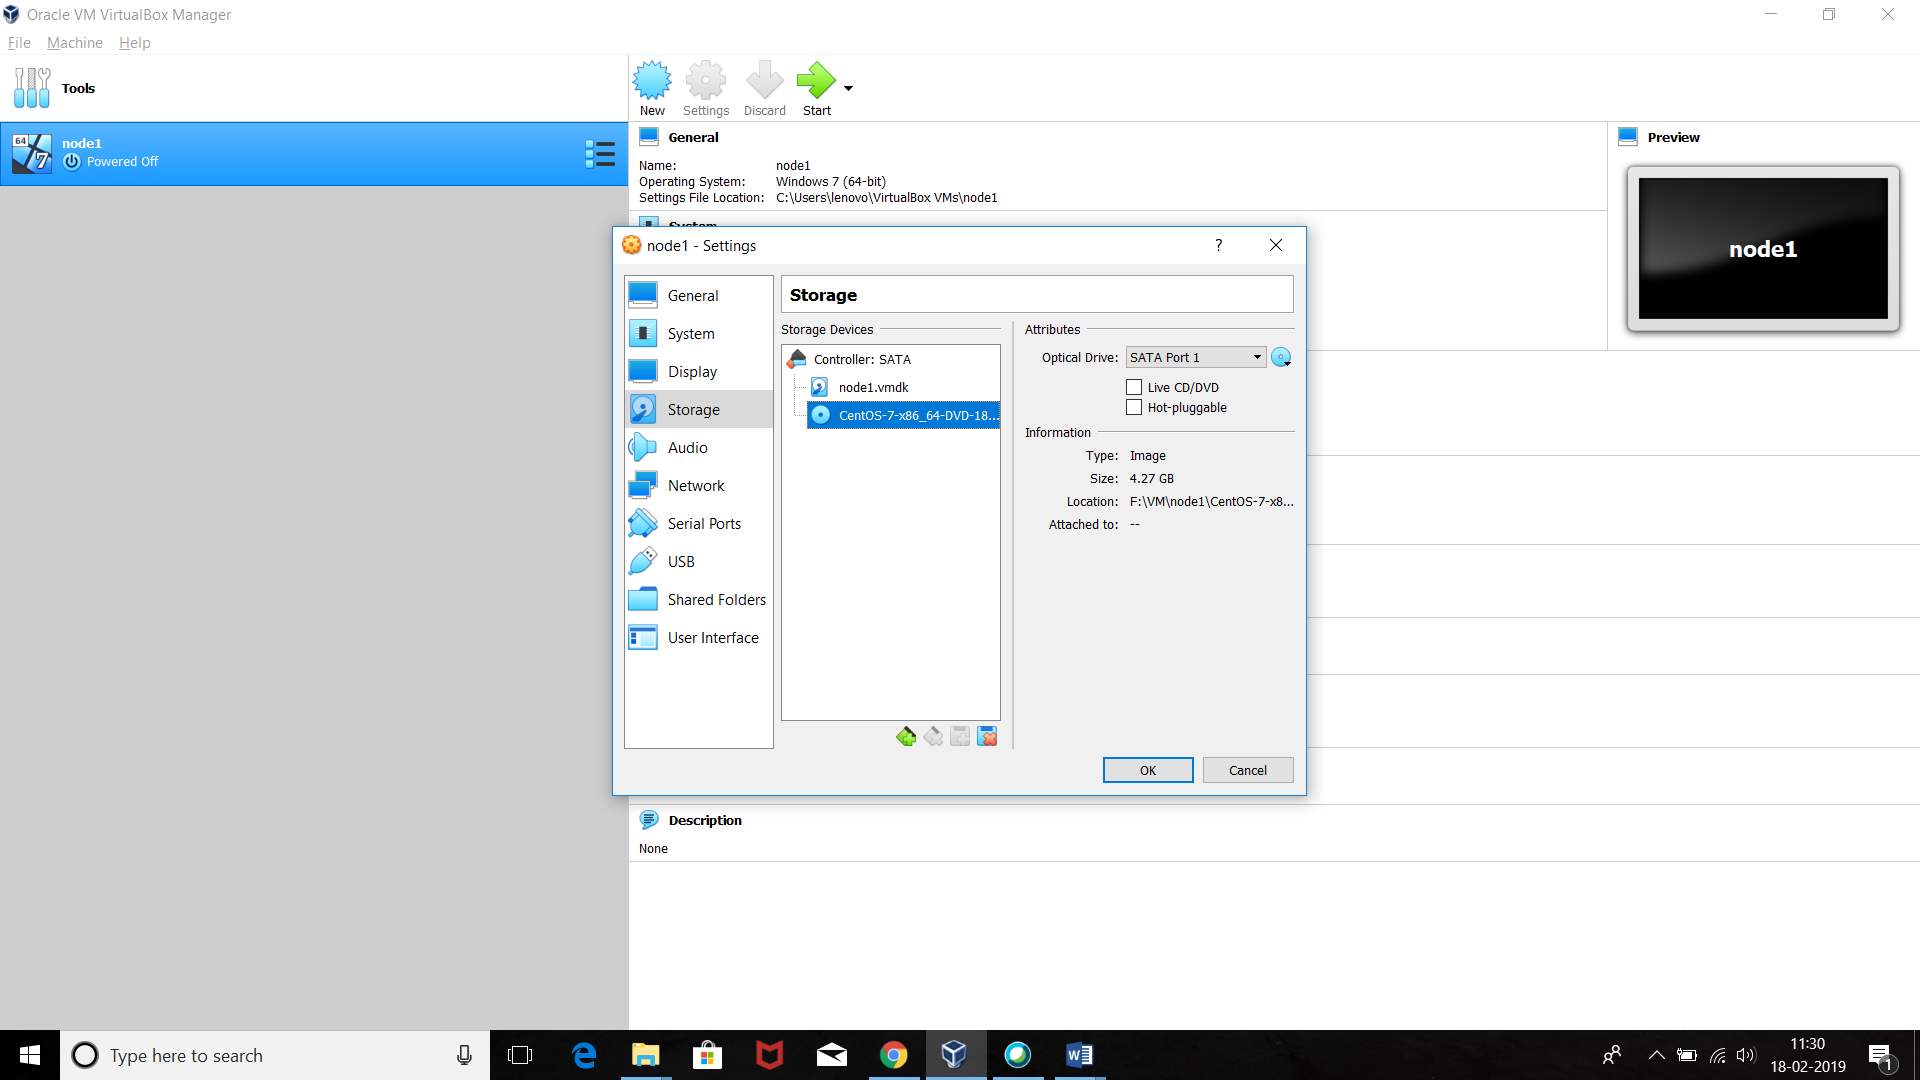 Oracle VM VirtualBox Manager
File Machine Help
Tools
New Settings Discard Start
64 7 node1
Powered Off
General
Name: node1
Operating System: Windows 7 (64-bit)
Settings File Location: C:\Users\lenovo\VirtualBox VMs\node1
Preview
node1
System
node1 - Settings
?
General
System
Display
Storage
Audio
Network
Serial Ports
USB
Shared Folders
User Interface
Storage
Storage Devices
Controller: SATA
node1.vmdk
CentOS-7-x86_64-DVD-18...
Attributes
Optical Drive: SATA Port 1
Live CD/DVD
Hot-pluggable
Information
Type: Image
Size: 4.27 GB
Location: F:\VM\node1\CentOS-7-x8...
Attached to: --
OK Cancel
Description
None
Type here to search
11:30
18-02-2019
1